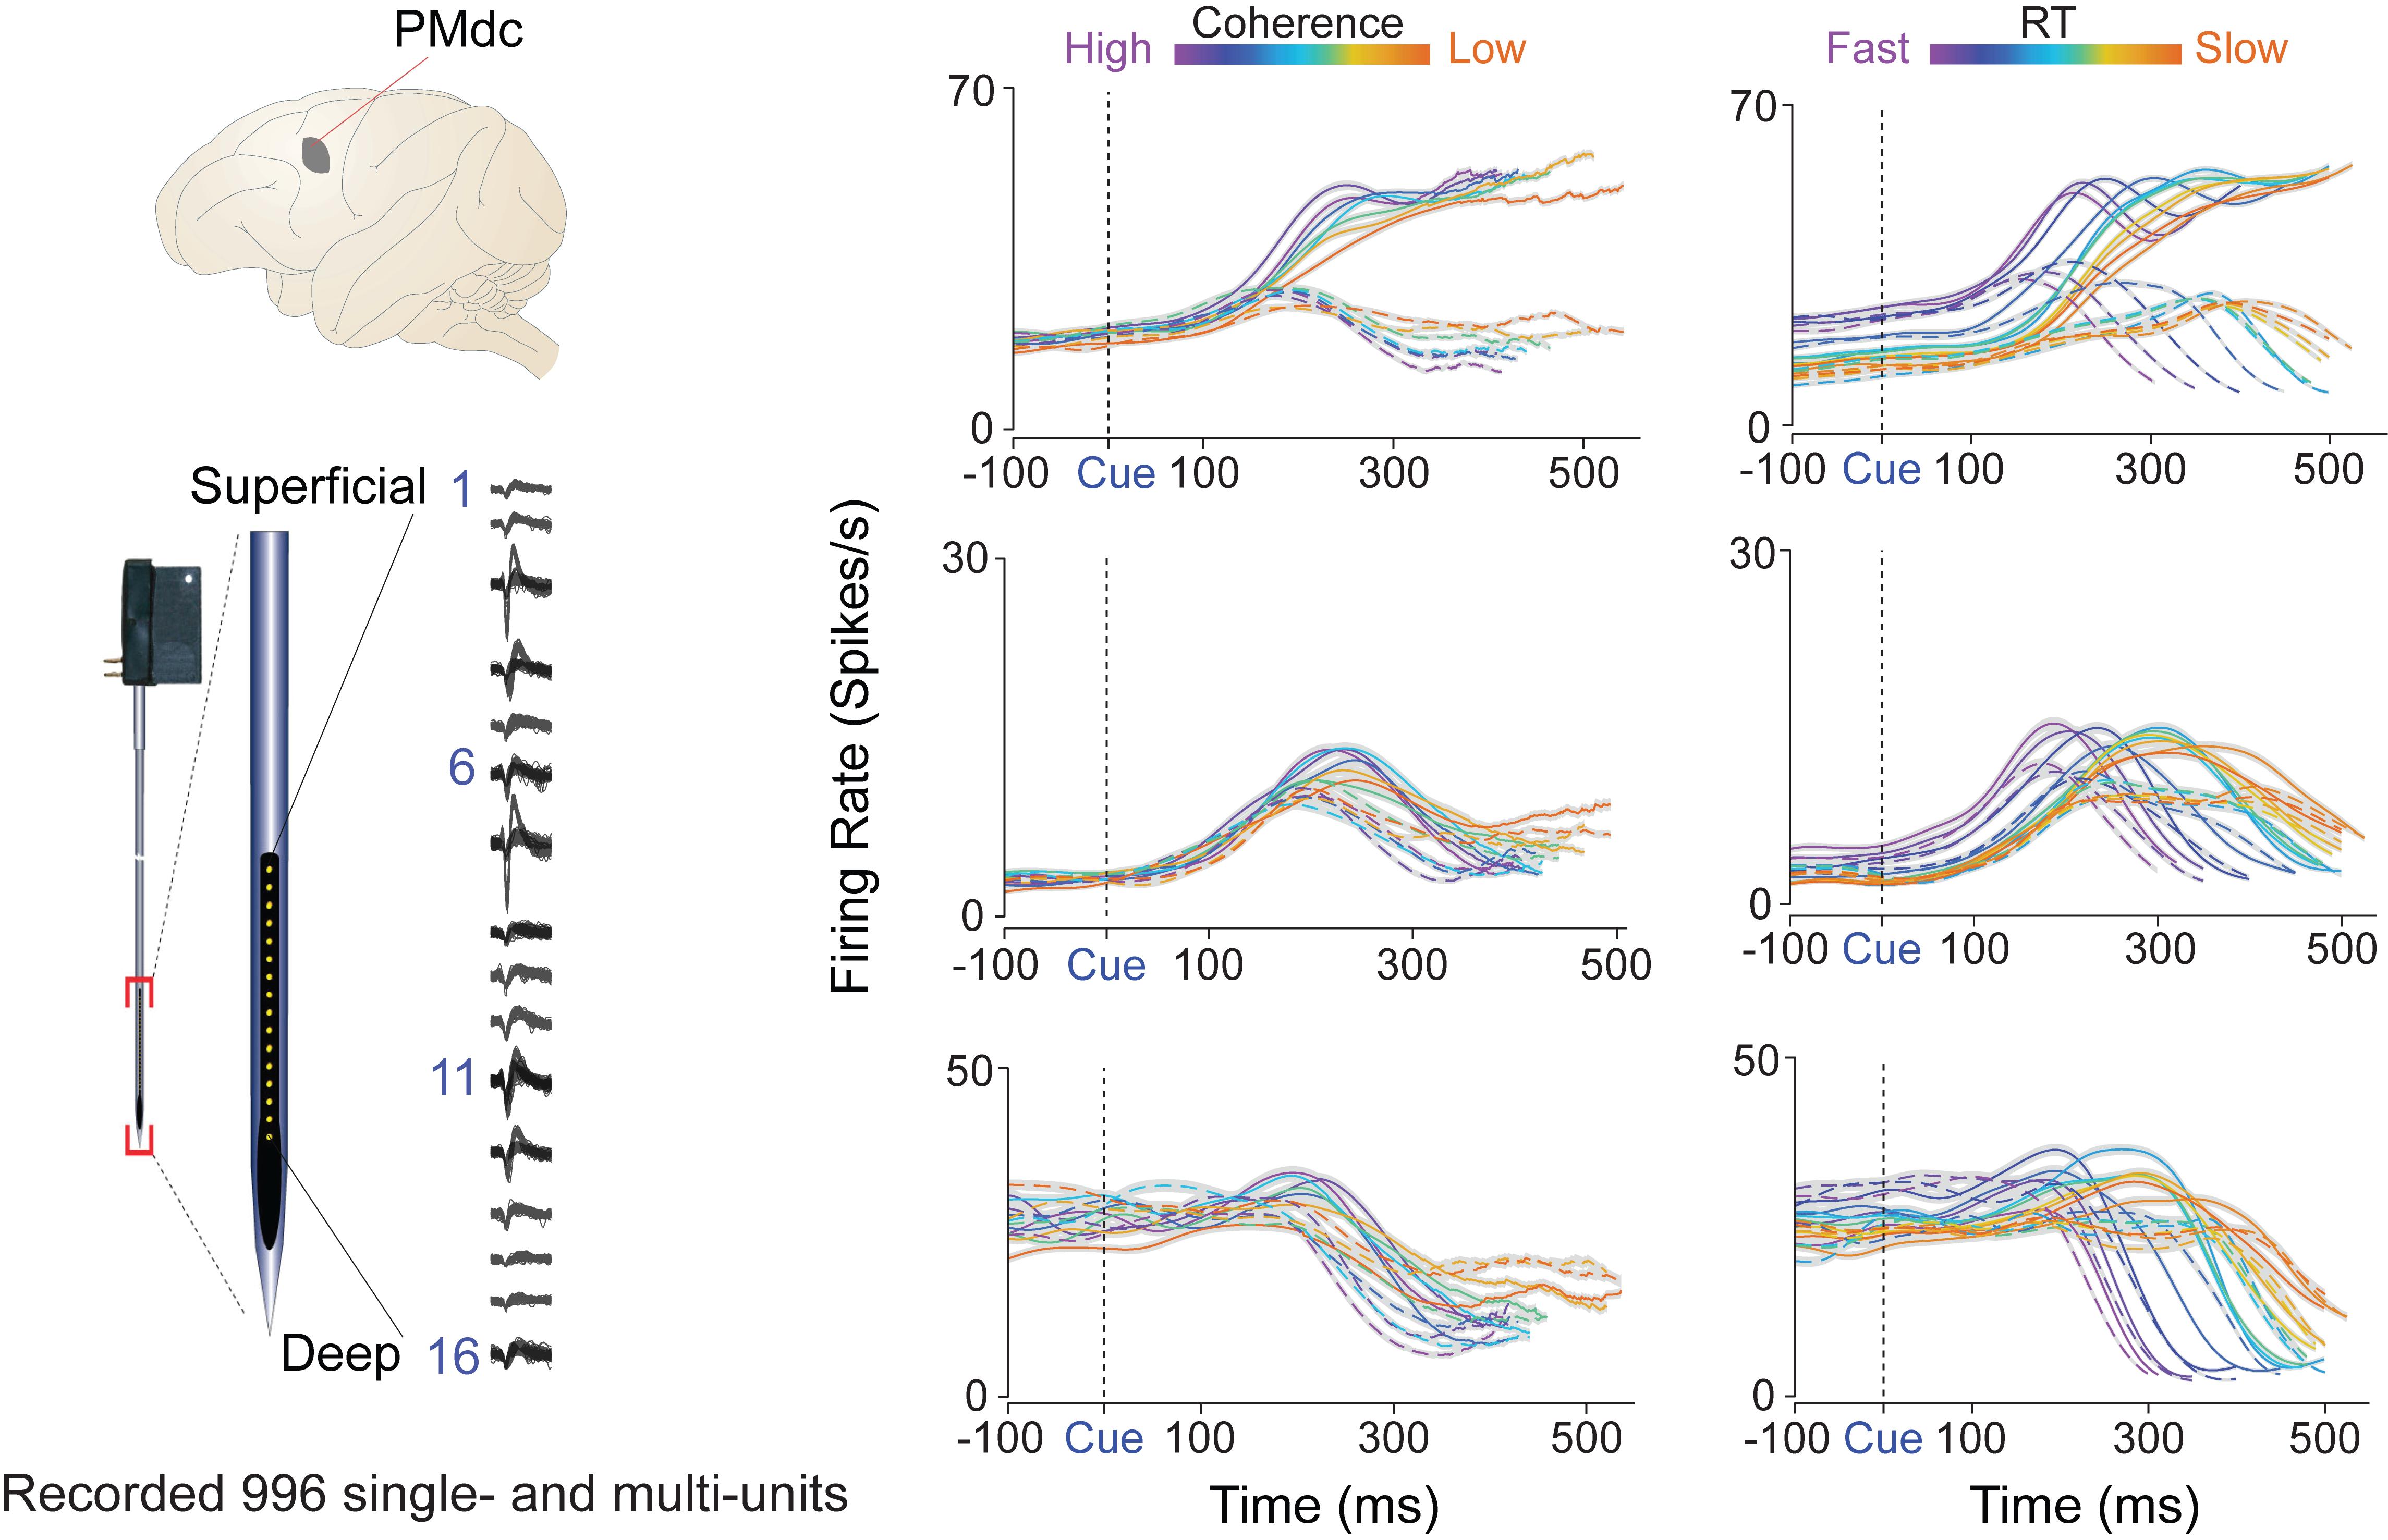 PMdc
Superficial
1
6
11
16
Deep
Recorded 996 single- and multi-units
Coherence
High
Low
RT
Fast
Slow
Firing Rate (Spikes/s)
70
0
-100 Cue 100 300 500
70
0
-100 Cue 100 300 500
30
0
-100 Cue 100 300 500
30
0
-100 Cue 100 300 500
50
0
-100 Cue 100 300 500
50
0
-100 Cue 100 300 500
Time (ms)
Time (ms)